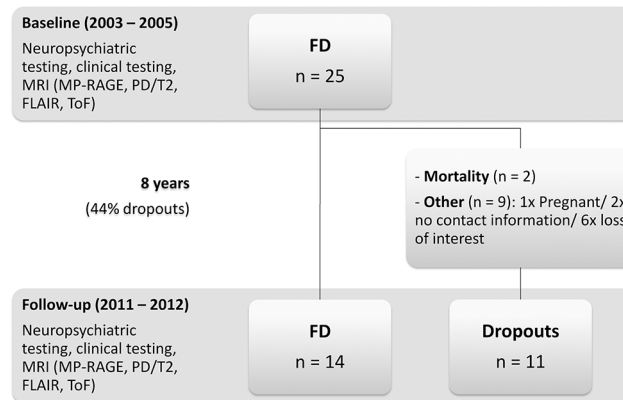 Baseline (2003 – 2005)
Neuropsychiatric
testing, clinical testing,
MRI (MP-RAGE, PD/T2,
FLAIR, ToF)
FD
n = 25
8 years
(44% dropouts)
- Mortality (n = 2)
- Other (n = 9): 1x Pregnant/ 2x
no contact information/ 6x loss
of interest
Follow-up (2011 – 2012)
Neuropsychiatric
testing, clinical testing,
MRI (MP-RAGE, PD/T2,
FLAIR, ToF)
FD
n = 14
Dropouts
n = 11